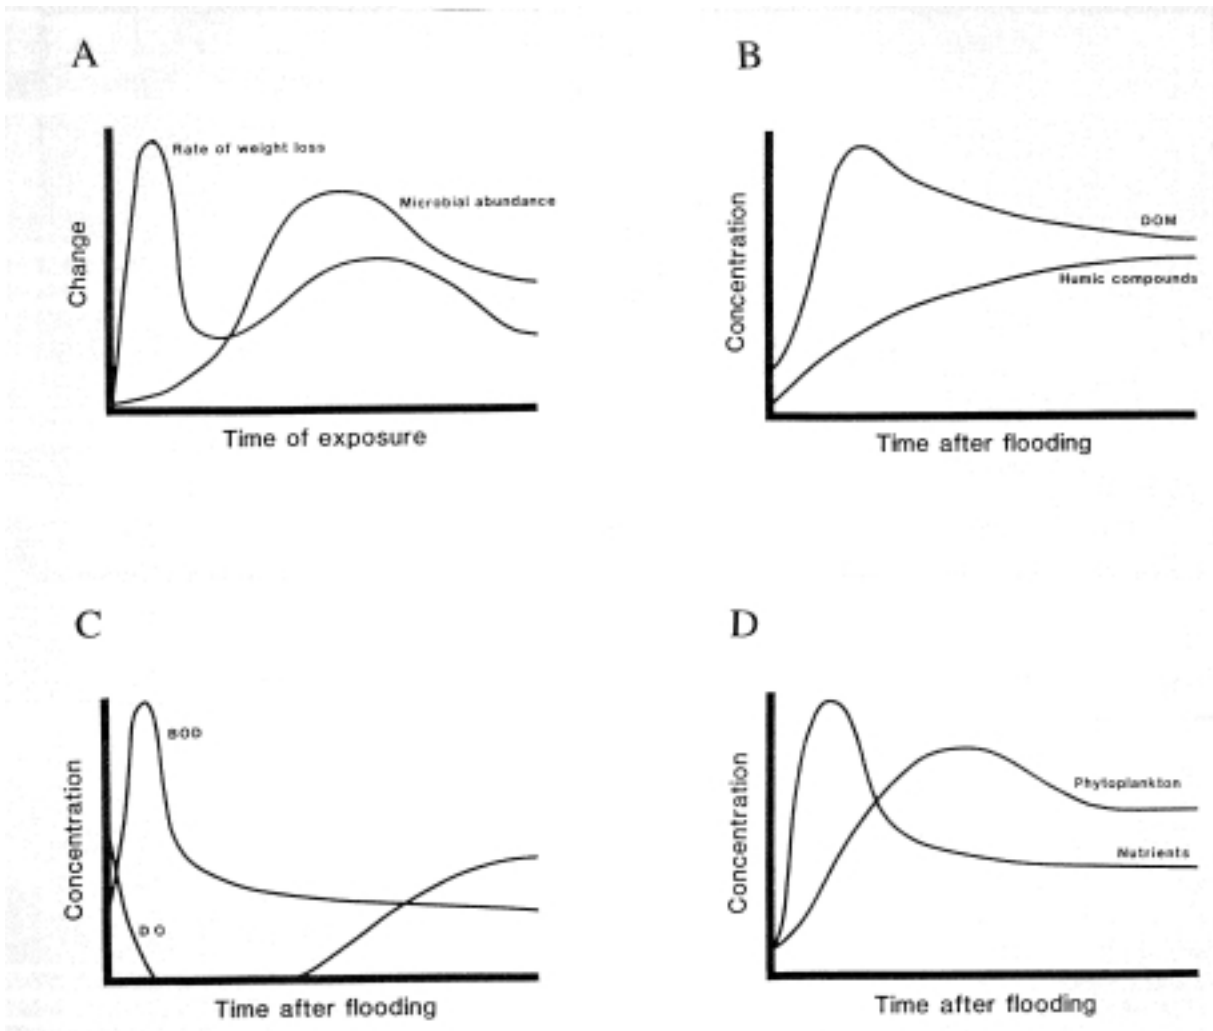 A
B
Rate of weight loss
Microbial abundance
Change
Time of exposure
DOM
Humic compounds
Concentration
Time after flooding
C
D
BOD
DO
Concentration
Time after flooding
Phytoplankton
Nutrients
Concentration
Time after flooding